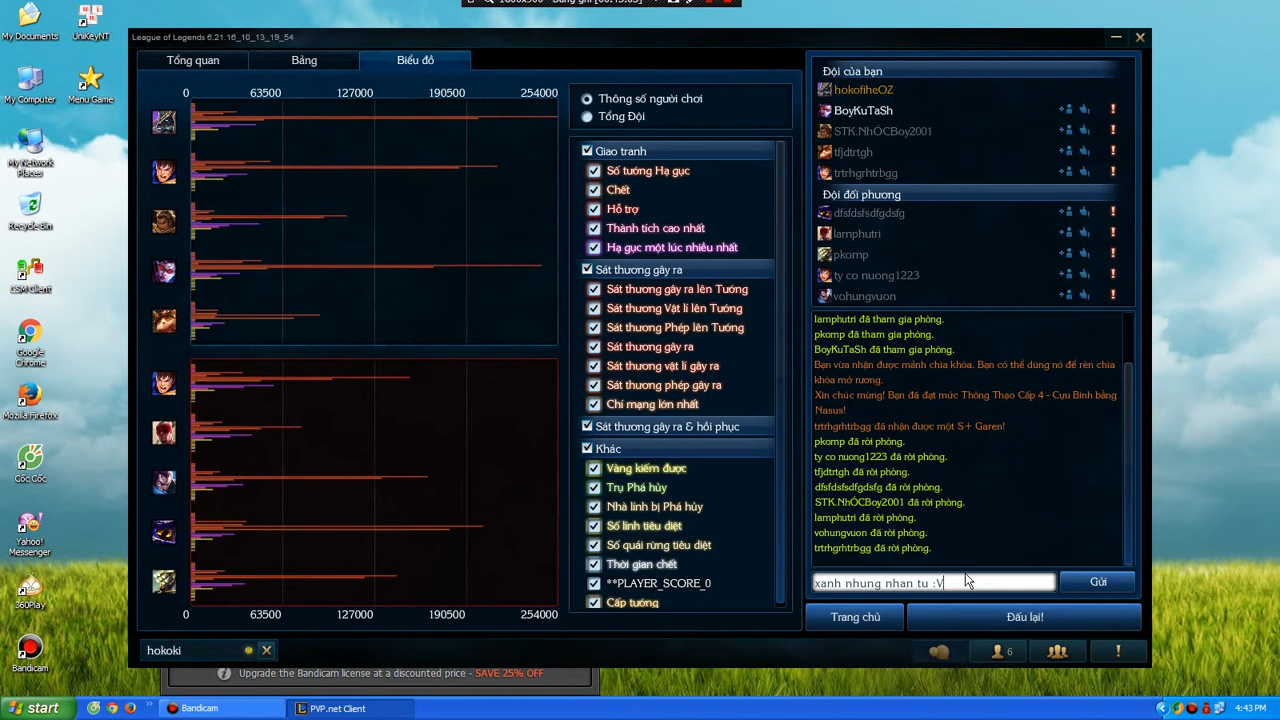 My Documents
UniKeyNT
My Computer
Menu Game
My Network
Places
Recycle Bin
CSM Client
Google
Chrome
Mozilla Firefox
Cốc Cốc
Yahoo!
Messenger
360Play
Bandicam
League of Legends 6.21.16_10_13_19_54
Tổng quan
Bảng
Biểu đồ
0
63500
127000
190500
254000
0
63500
127000
190500
254000
Thông số người chơi
Tổng Đội
Giao tranh
Số tướng Hạ gục
Chết
Hỗ trợ
Thành tích cao nhất
Hạ gục một lúc nhiều nhất
Sát thương gây ra
Sát thương gây ra lên Tướng
Sát thương Vật lí lên Tướng
Sát thương Phép lên Tướng
Sát thương gây ra
Sát thương vật lí gây ra
Sát thương phép gây ra
Chí mạng lớn nhất
Sát thương gây ra & hồi phục
Khác
Vàng kiếm được
Trụ Phá hủy
Nhà lính bị Phá hủy
Số lính tiêu diệt
Số quái rừng tiêu diệt
Thời gian chết
**PLAYER_SCORE_0
Cấp tướng
Đội của bạn
hokofiheOZ
BoyKuTaSh
STK.NhÓCBoy2001
tfjdtrtgh
trtrhgrhtrbgg
Đội đối phương
dfsfdsfsdfgdsfg
lamphutri
pkomp
ty co nuong1223
vohungvuon
lamphutri đã tham gia phòng.
pkomp đã tham gia phòng.
BoyKuTaSh đã tham gia phòng.
Bạn vừa nhận được mảnh chìa khóa. Bạn có thể dùng nó để rèn chìa
khóa mở rương.
Xin chúc mừng! Bạn đã đạt mức Thông Thạo Cấp 4 - Cựu Binh bằng
Nasus!
trtrhgrhtrbgg đã nhận được một S+ Garen!
pkomp đã rời phòng.
ty co nuong1223 đã rời phòng.
tfjdtrtgh đã rời phòng.
dfsfdsfsdfgdsfg đã rời phòng.
STK.NhÓCBoy2001 đã rời phòng.
lamphutri đã rời phòng.
vohungvuon đã rời phòng.
trtrhgrhtrbgg đã rời phòng.
xanh nhung nhan tu :V
Gửi
Trang chủ
Đấu lại!
hokoki
6
Upgrade the Bandicam license at a discounted price - SAVE 25% OFF
start
Bandicam
PVP.net Client
4:43 PM